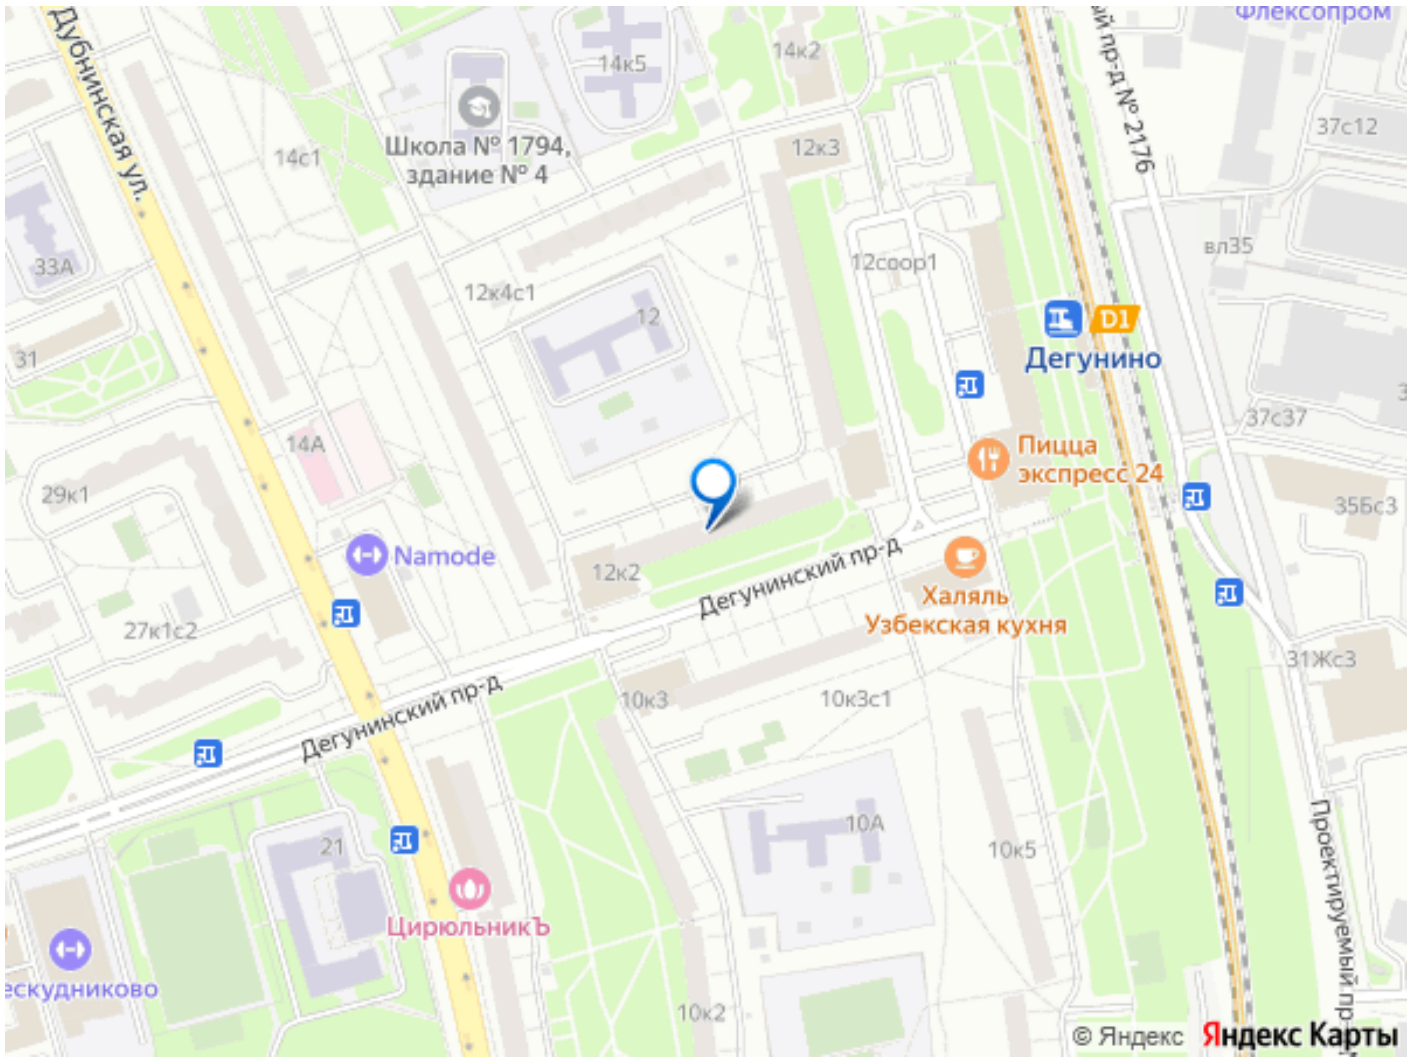 Флексопром
Дубнинская ул.
14к5
14к2
ый пр-д № 2176
37с12
Школа № 1794,
здание № 4
14с1
12к3
33А
вл35
12соор1
12к4с1
12
D1
Дегунино
31
37с37
14А
Пицца
экспресс 24
29к1
35Бс3
Namode
12к2
Дегунинский пр-д
Халяль
Узбекская кухня
27к1с2
31Жс3
10к3
10к3с1
Дегунинский пр-д
21
10А
10к5
Проектируемый пр
ЦирюльникЪ
ескудниково
10к2
© Яндекс Яндекс Карты